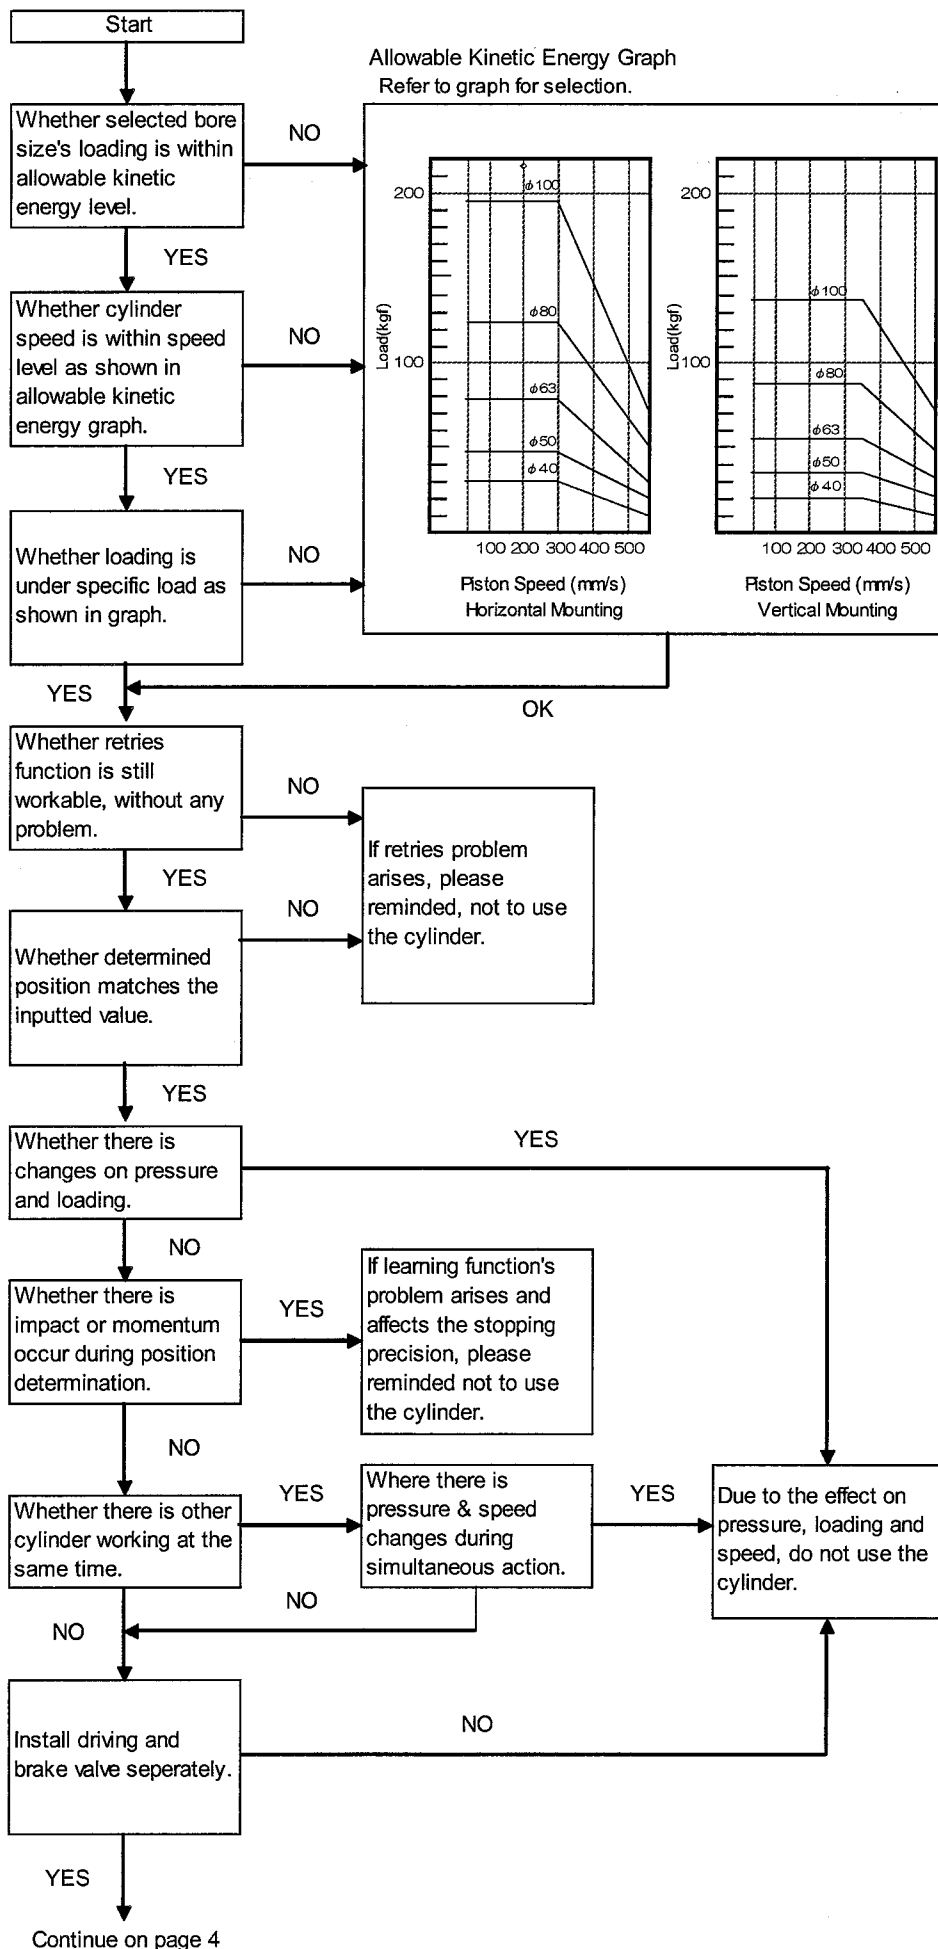 Start
Allowable Kinetic Energy Graph
Refer to graph for selection.
Whether selected bore
size's loading is within
allowable kinetic
energy level.
NO
YES
Whether cylinder
speed is within speed
level as shown in
allowable kinetic
energy graph.
NO
YES
Whether loading is
under specific load as
shown in graph.
NO
YES
200
100
Load(kgf)
ϕ100
ϕ80
ϕ63
ϕ50
ϕ40
100 200 300 400 500
Piston Speed (mm/s)
Horizontal Mounting
200
100
Load(kgf)
ϕ100
ϕ80
ϕ63
ϕ50
ϕ40
100 200 300 400 500
Piston Speed (mm/s)
Vertical Mounting
OK
Whether retries
function is still
workable, without any
problem.
NO
YES
If retries problem
arises, please
reminded, not to use
the cylinder.
Whether determined
position matches the
inputted value.
NO
YES
Whether there is
changes on pressure
and loading.
YES
NO
Whether there is
impact or momentum
occur during position
determination.
YES
If learning function's
problem arises and
affects the stopping
precision, please
reminded not to use
the cylinder.
NO
Whether there is other
cylinder working at the
same time.
YES
Where there is
pressure & speed
changes during
simultaneous action.
YES
Due to the effect on
pressure, loading and
speed, do not use the
cylinder.
NO
NO
Install driving and
brake valve seperately.
NO
YES
Continue on page 4